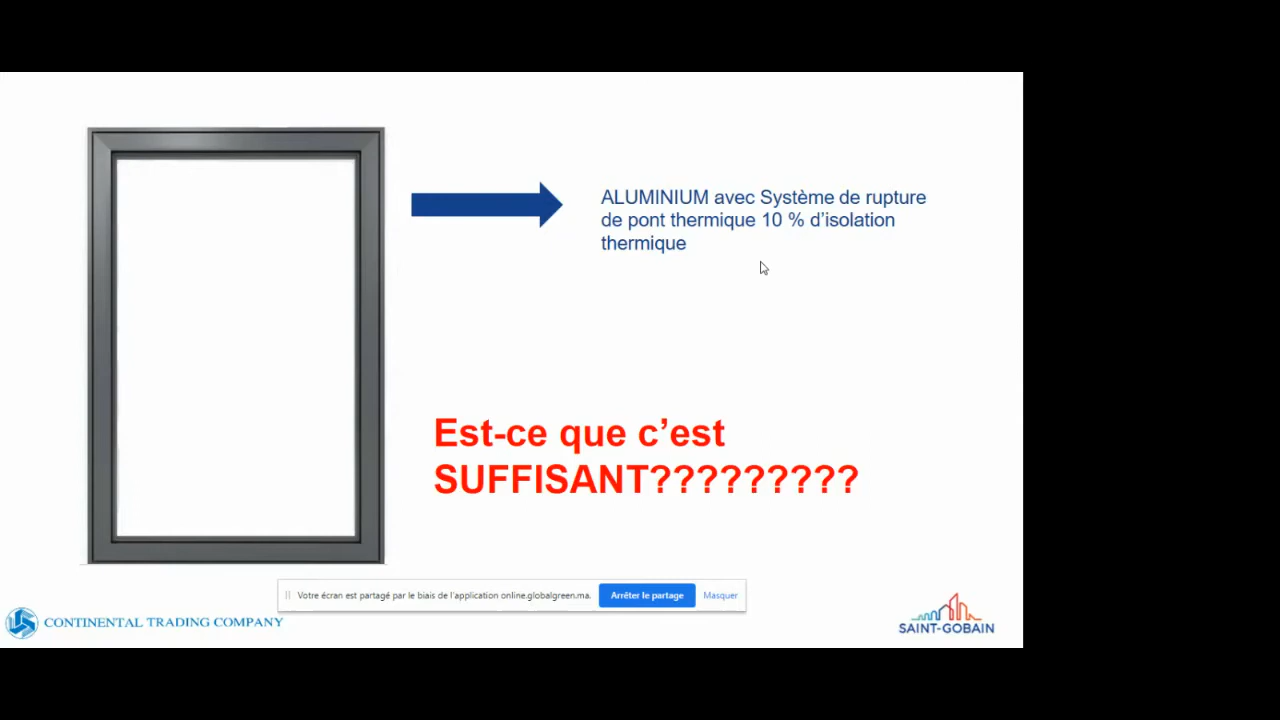 ALUMINIUM avec Système de rupture
de pont thermique 10 % d’isolation
thermique
Est-ce que c’est
SUFFISANT?????????
Votre écran est partagé par le biais de l'application online.globalgreen.ma.
Arrêter le partage
Masquer
CONTINENTAL TRADING COMPANY
SAINT-GOBAIN